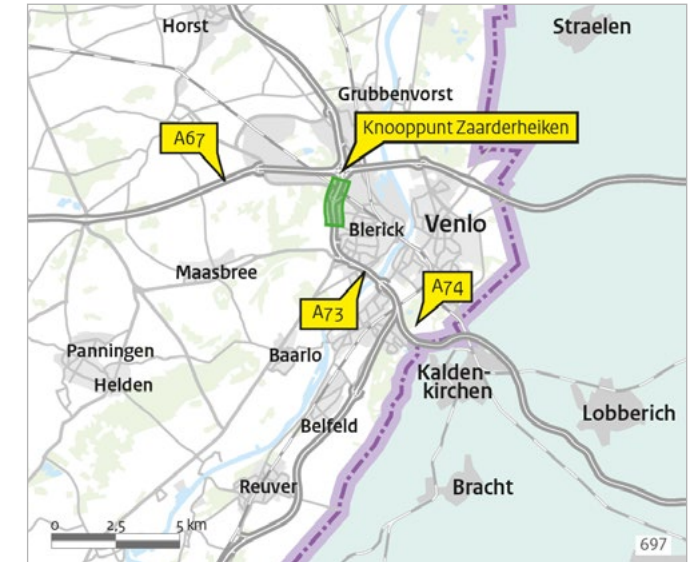 Horst
Straelen
Grubbenvorst
A67
Knooppunt Zaarderheiken
Blerick
Venlo
Maasbree
A73
A74
Panningen
Helden
Baarlo
Kalden-
kirchen
Lobberich
Belfeld
Reuver
Bracht
0 2,5 5 km
697